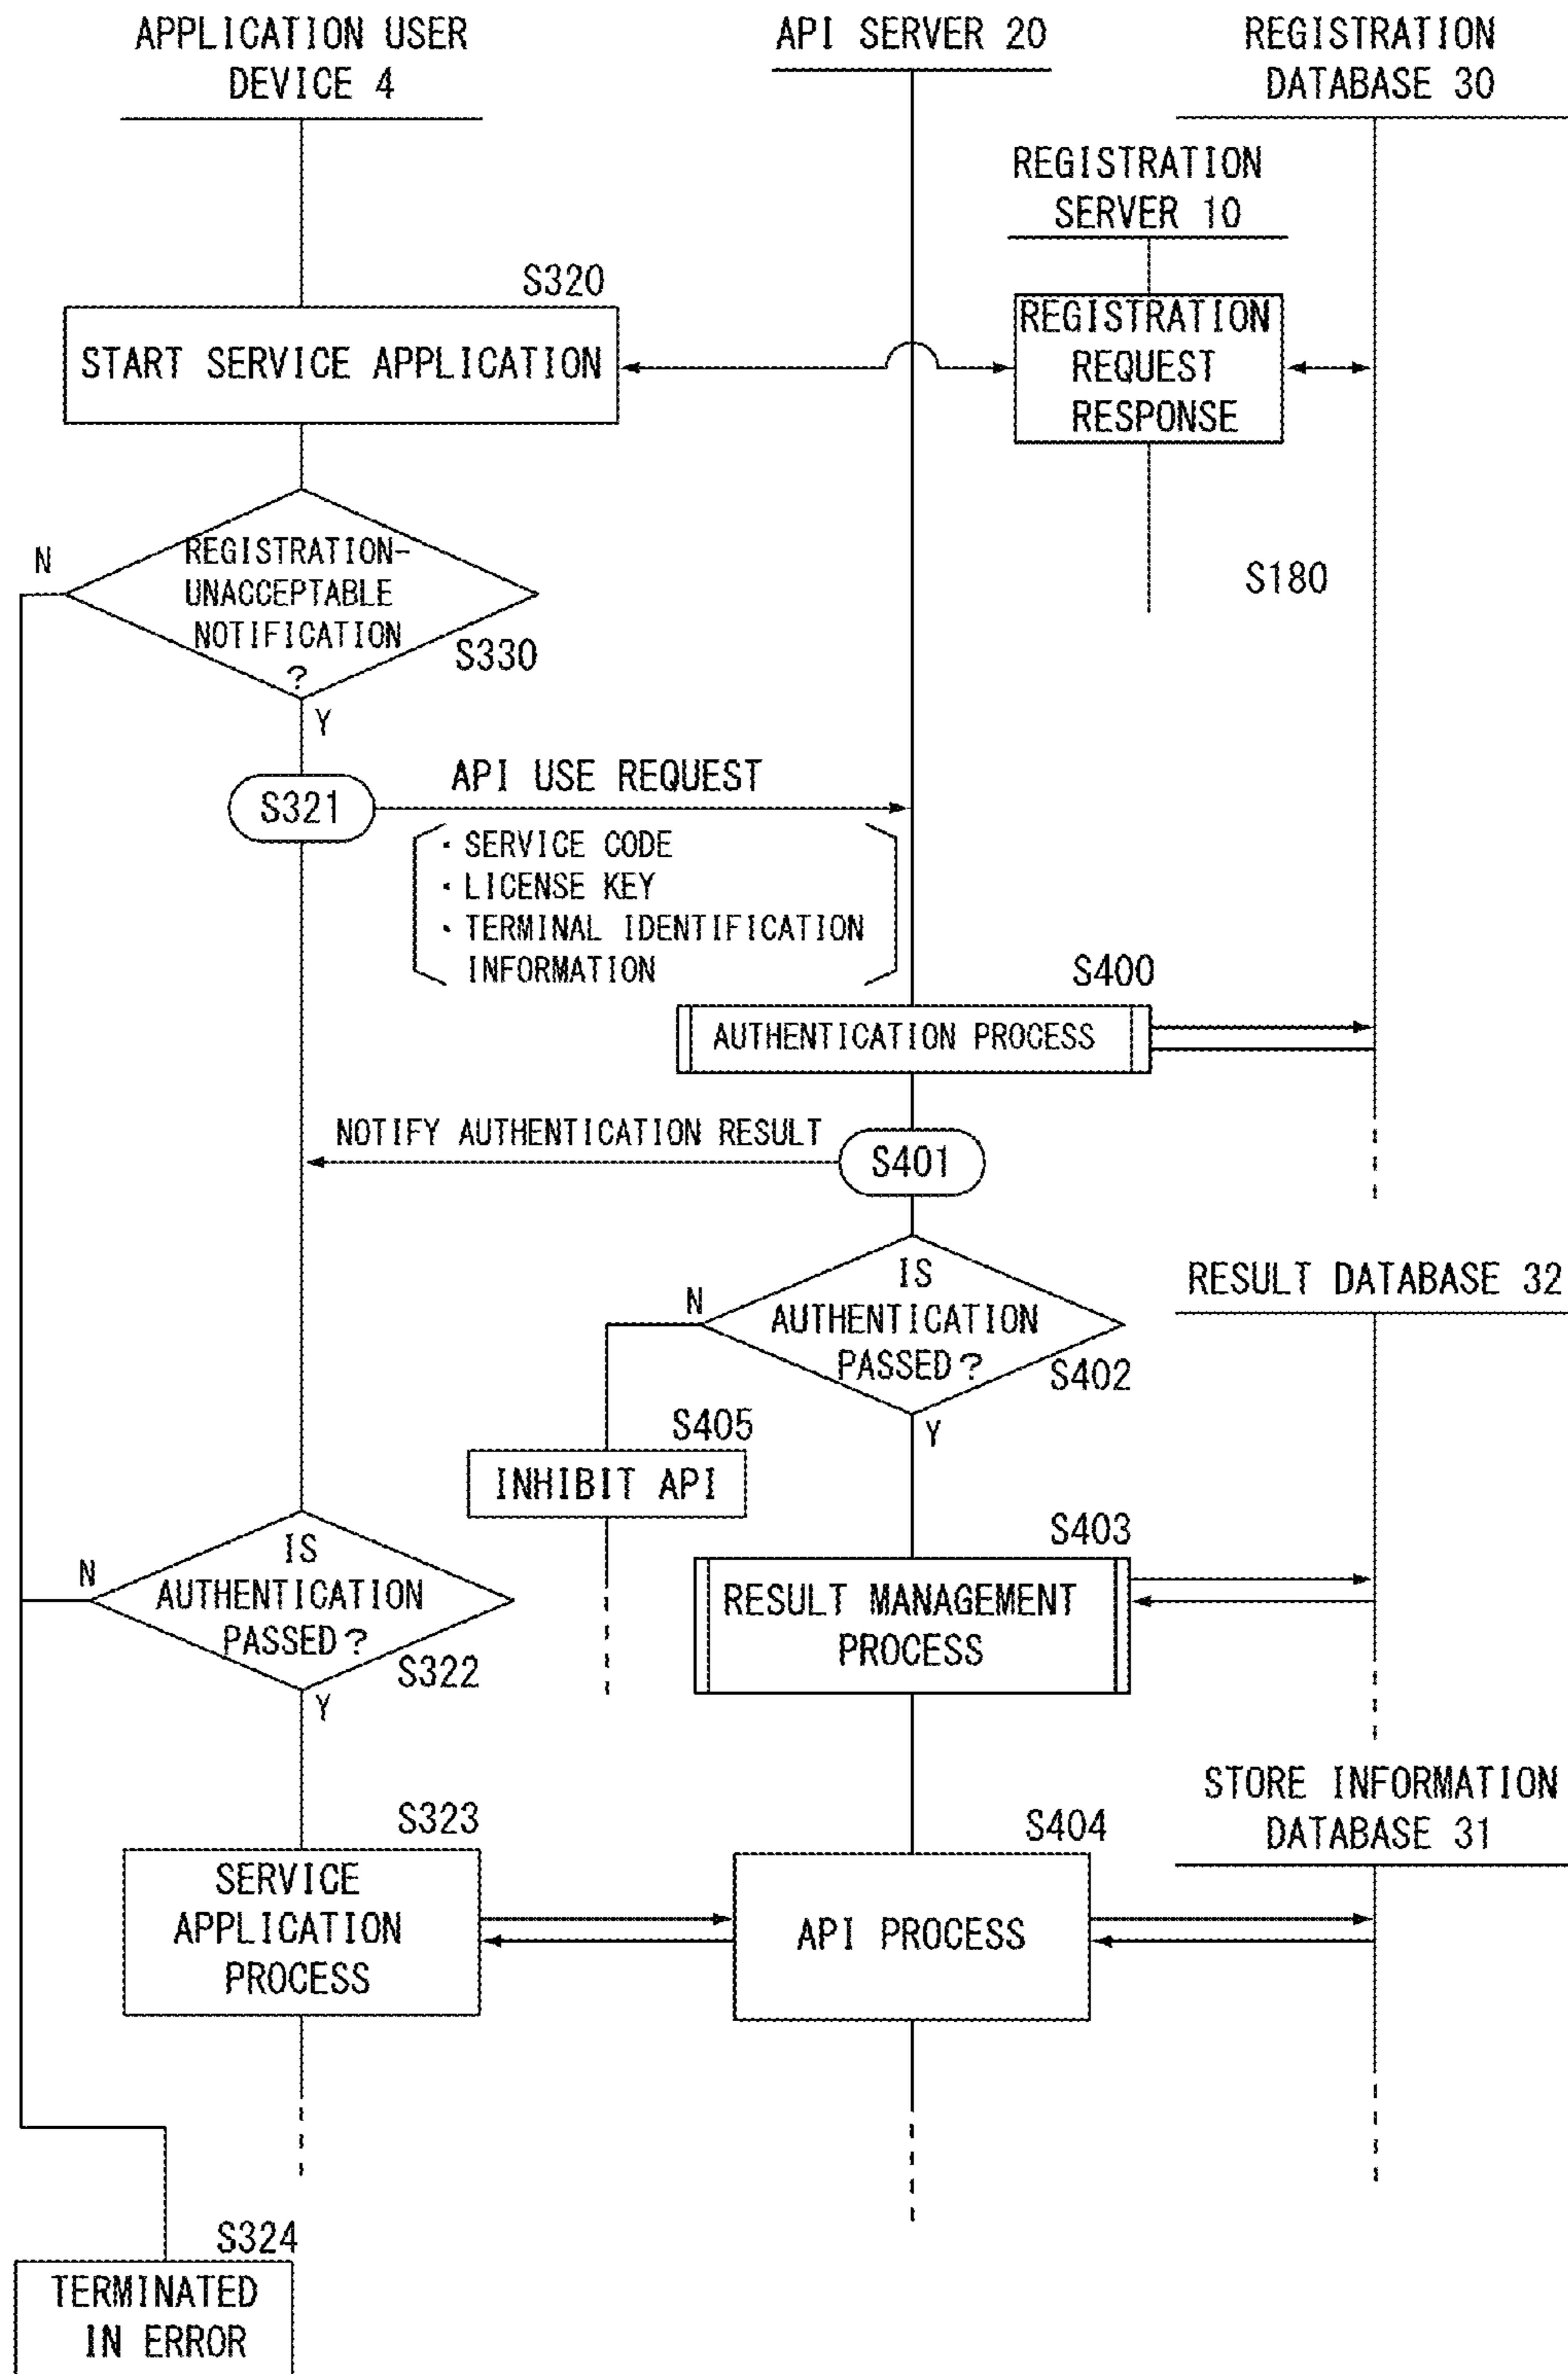 APPLICATION USER
DEVICE 4
API SERVER 20
REGISTRATION
DATABASE 30
REGISTRATION
SERVER 10
S320
START SERVICE APPLICATION
REGISTRATION
REQUEST
RESPONSE
S180
N
REGISTRATION-
UNACCEPTABLE
NOTIFICATION
?
S330
Y
S321
API USE REQUEST
・SERVICE CODE
・LICENSE KEY
・TERMINAL IDENTIFICATION
INFORMATION
S400
AUTHENTICATION PROCESS
NOTIFY AUTHENTICATION RESULT
S401
IS
AUTHENTICATION
PASSED?
N
S402
Y
RESULT DATABASE 32
S405
INHIBIT API
S403
RESULT MANAGEMENT
PROCESS
N
IS
AUTHENTICATION
PASSED?
S322
Y
STORE INFORMATION
DATABASE 31
S323
SERVICE
APPLICATION
PROCESS
S404
API PROCESS
S324
TERMINATED
IN ERROR